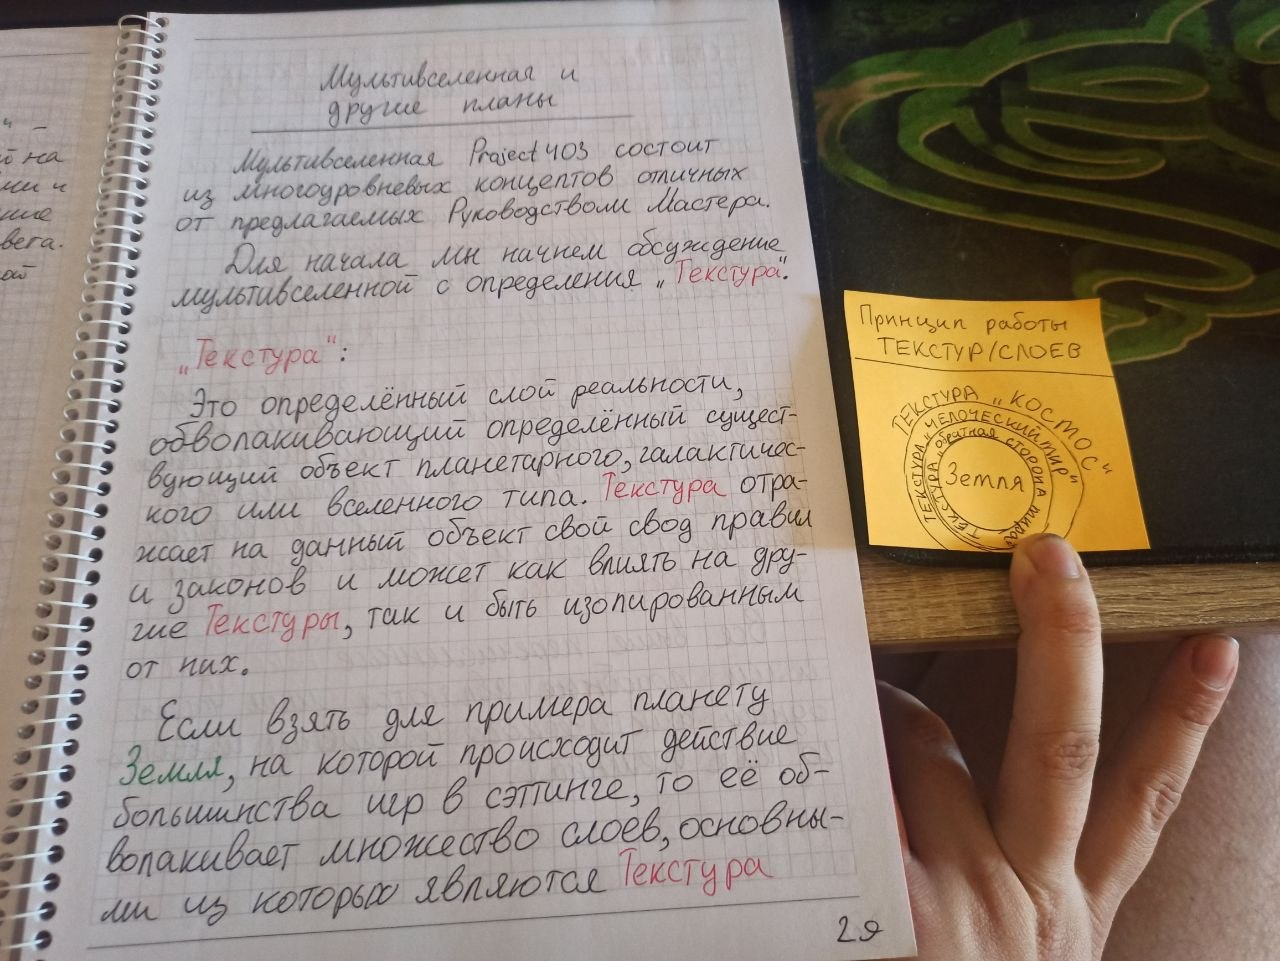 й на
вета.
Мультивселенная и
другие планы
Мультивселенная Project 403 состоит
из многоуровневых концептов отличных
от предлагаемых Руководством Мастера.
Для начала мы начнем обсуждение
мультивселенной с определения „Текстура“.
„Текстура“:
Это определённый слой реальности,
обволакивающий определённый сущест-
вующий объект планетарного, галактичес-
кого или вселенного типа. Текстура отра-
жает на данный объект свой свод правил
и законов и может как влиять на дру-
гие Текстуры, так и быть изолированным
от них.
Если взять для примера планету
Земля, на которой происходит действие
большинства игр в сэттинге, то её об-
волакивает множество слоев, основны-
ми из которых являются Текстура
29
Принцип работы
ТЕКСТУР/СЛОЕВ
ТЕКСТУРА „КОСМОС“
ТЕКСТУРА „ЧЕЛОЧЕСКИЙ МИР“
ТЕКСТУРА „Обратная сторона мира“
Земля